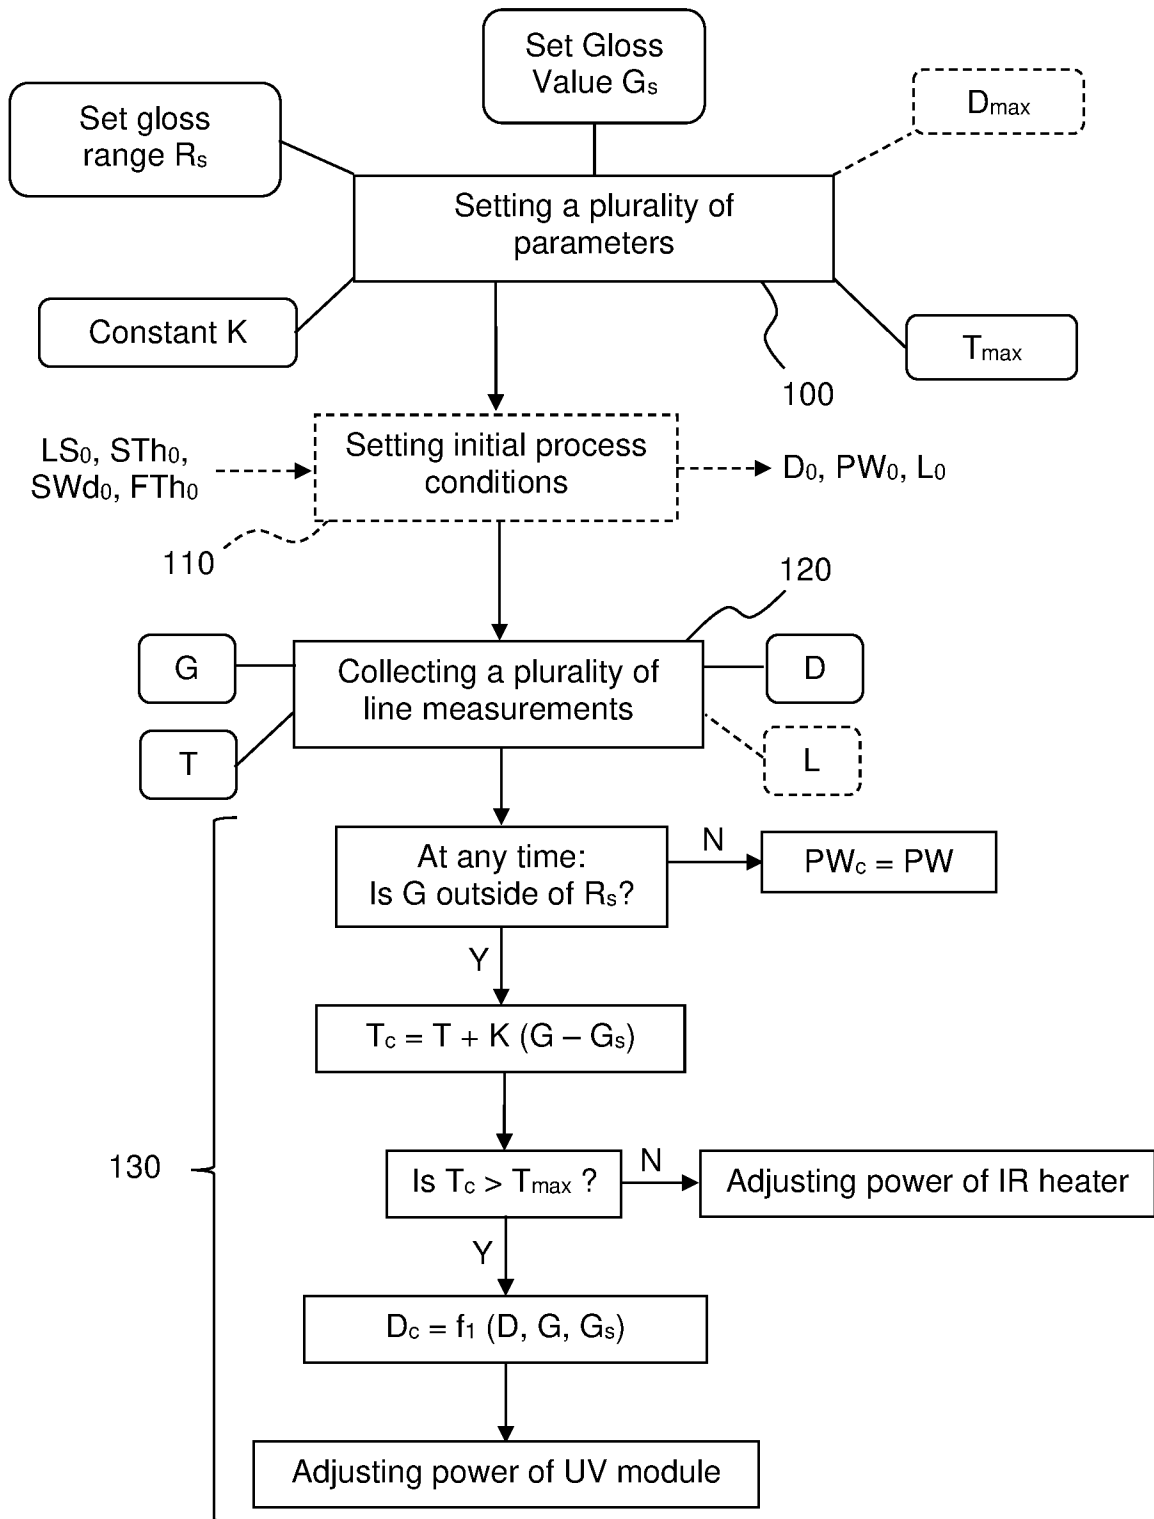 Set Gloss
Value Gs
Dmax
Set gloss
range Rs
Setting a plurality of
parameters
Constant K
Tmax
100
LS0, STh0,
SWd0, FTh0
Setting initial process
conditions
D0, PW0, L0
110
120
G
Collecting a plurality of
line measurements
D
T
L
At any time:
Is G outside of Rs?
N
PWc = PW
Y
Tc = T + K (G – Gs)
130
Is Tc > Tmax ?
N
Adjusting power of IR heater
Y
Dc = f1 (D, G, Gs)
Adjusting power of UV module